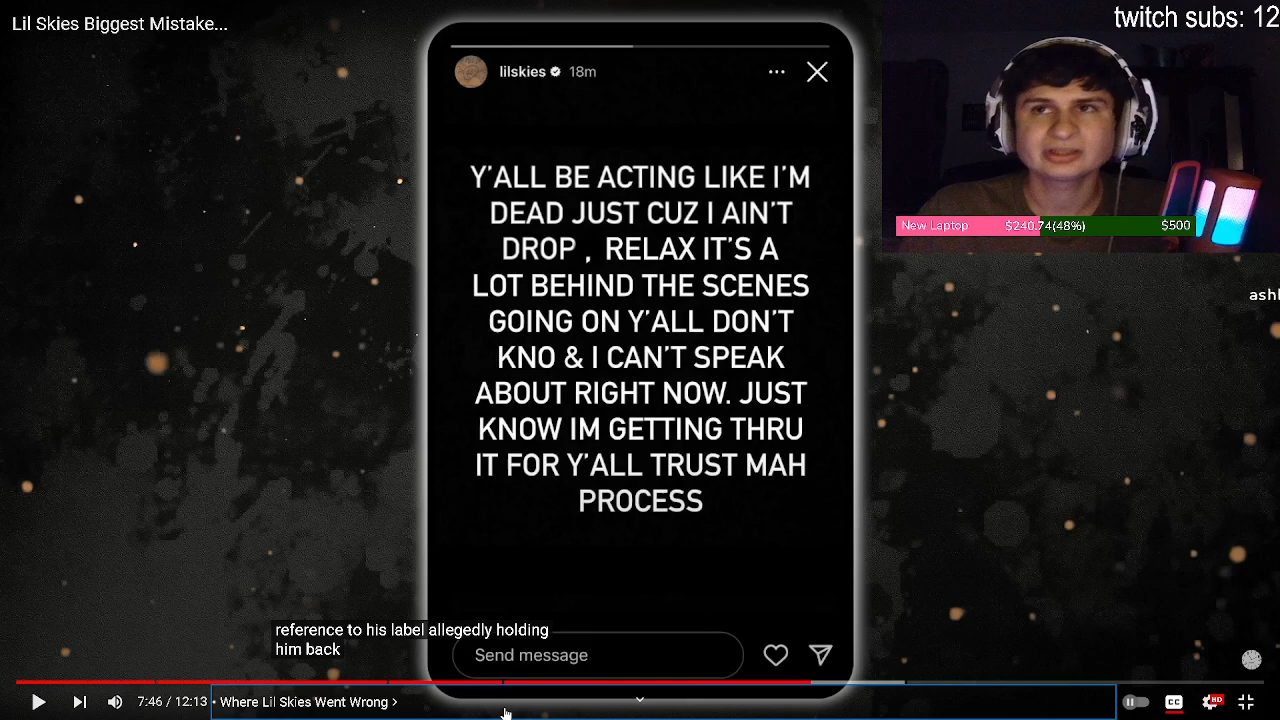 Lil Skies Biggest Mistake...
twitch subs: 12
lilskies 18m
Y'ALL BE ACTING LIKE I'M
DEAD JUST CUZ I AIN'T
DROP , RELAX IT'S A
LOT BEHIND THE SCENES
GOING ON Y'ALL DON'T
KNO & I CAN'T SPEAK
ABOUT RIGHT NOW. JUST
KNOW IM GETTING THRU
IT FOR Y'ALL TRUST MAH
PROCESS
New Laptop $240.74(48%) $500
ash
reference to his label allegedly holding
him back
Send message
7:46 / 12:13 • Where Lil Skies Went Wrong >
CC
HD